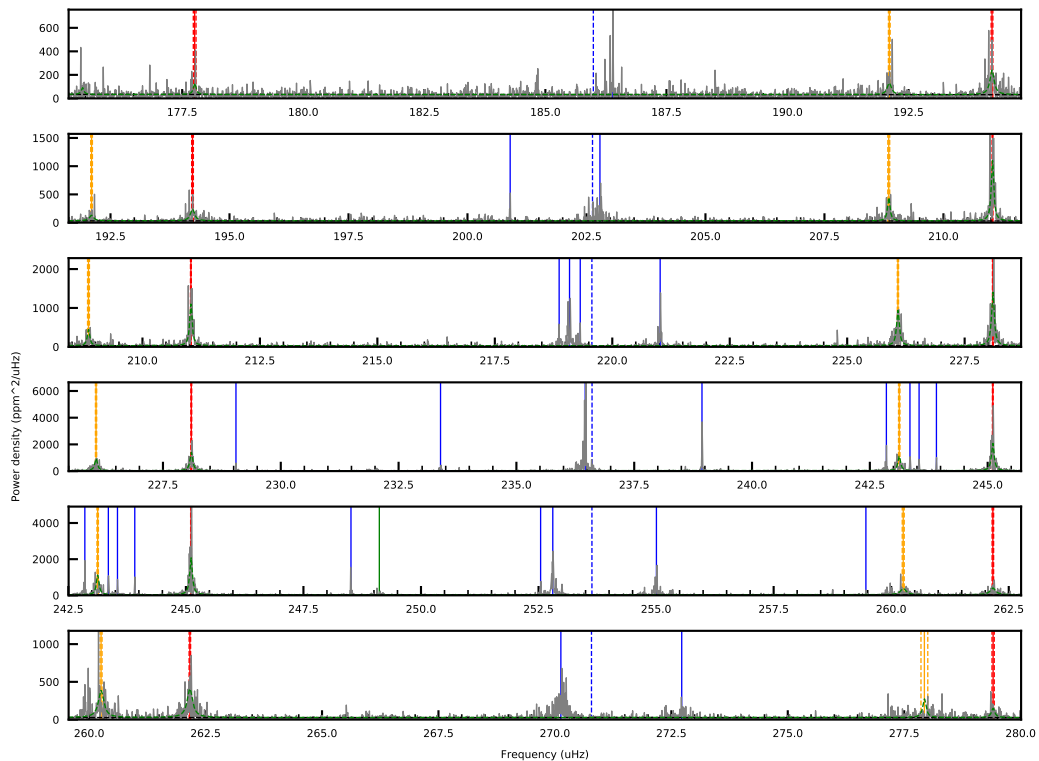 600
400
200
0
177.5 180.0 182.5 185.0 187.5 190.0 192.5
1500
1000
500
0
192.5 195.0 197.5 200.0 202.5 205.0 207.5 210.0
2000
1000
0
210.0 212.5 215.0 217.5 220.0 222.5 225.0 227.5
Power density (ppm^2/uHz)
6000
4000
2000
0
227.5 230.0 232.5 235.0 237.5 240.0 242.5 245.0
4000
2000
0
242.5 245.0 247.5 250.0 252.5 255.0 257.5 260.0 262.5
1000
500
0
260.0 262.5 265.0 267.5 270.0 272.5 275.0 277.5 280.0
Frequency (uHz)